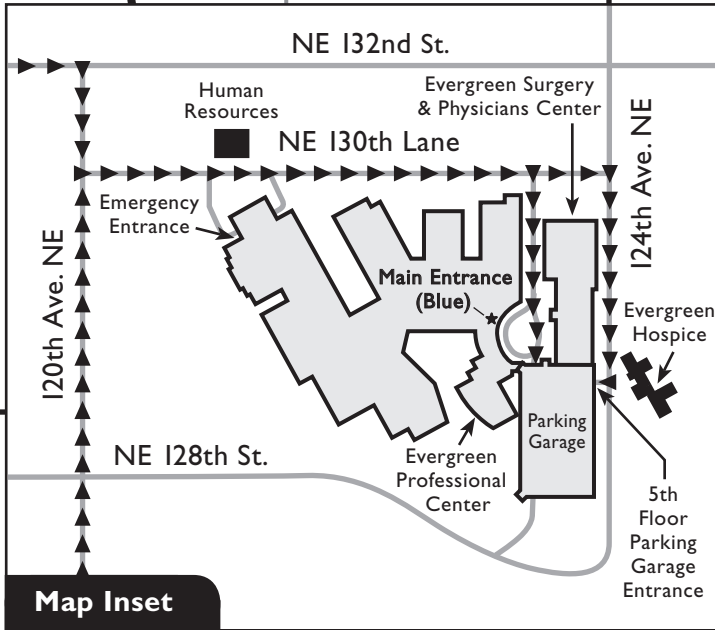 NE 132nd St.
Human
Resources
Evergreen Surgery
& Physicians Center
NE 130th Lane
124th Ave. NE
Emergency
Entrance
Main Entrance
(Blue)
120th Ave. NE
Evergreen
Hospice
Parking
Garage
NE 128th St.
Evergreen
Professional
Center
5th
Floor
Parking
Garage
Entrance
Map Inset